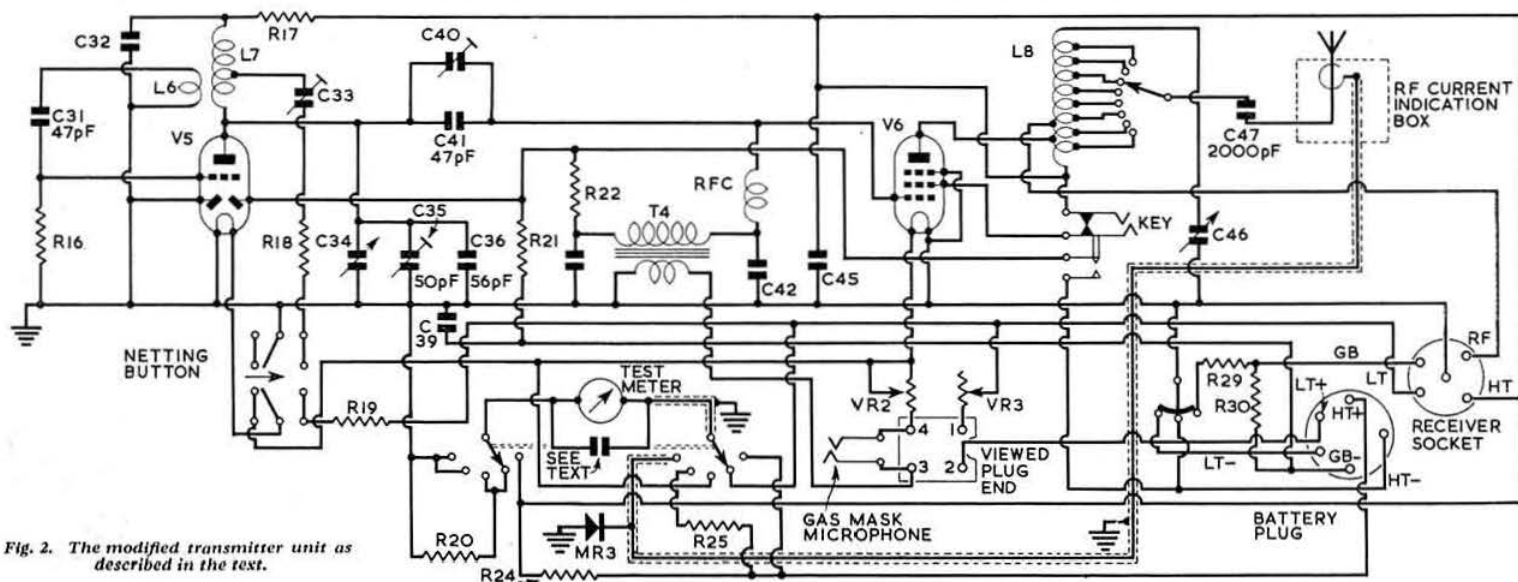 C32
L7
R17
L6
C31
47pF
V5
C33
C40
C41
47pF
R16
R18
C34
C35
50pF
C36
56pF
R21
R22
T4
RFC
C42
C45
V6
L8
KEY
C46
C47
2000pF
RF CURRENT
INDICATION
BOX
NETTING
BUTTON
C
39
R19
TEST
METER
SEE
TEXT
VR2
VR3
4
1
3
2
VIEWED
PLUG
END
GAS MASK
MICROPHONE
R20
MR3
R25
R24
R29
R30
GB
LT
RF
HT
RECEIVER
SOCKET
LT+
HT+
GB-
LT-
HT-
BATTERY
PLUG
Fig. 2. The modified transmitter unit as
described in the text.